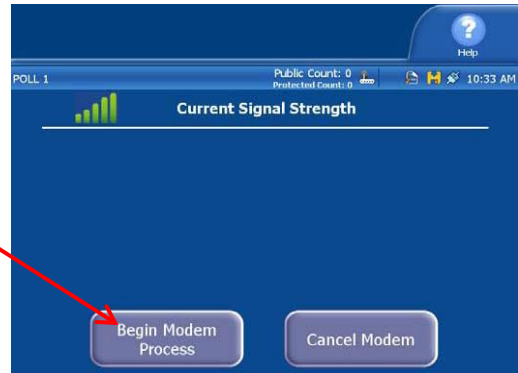 Help
POLL 1
Public Count: 0
Protected Count: 0
10:33 AM
Current Signal Strength
Begin Modem
Process
Cancel Modem